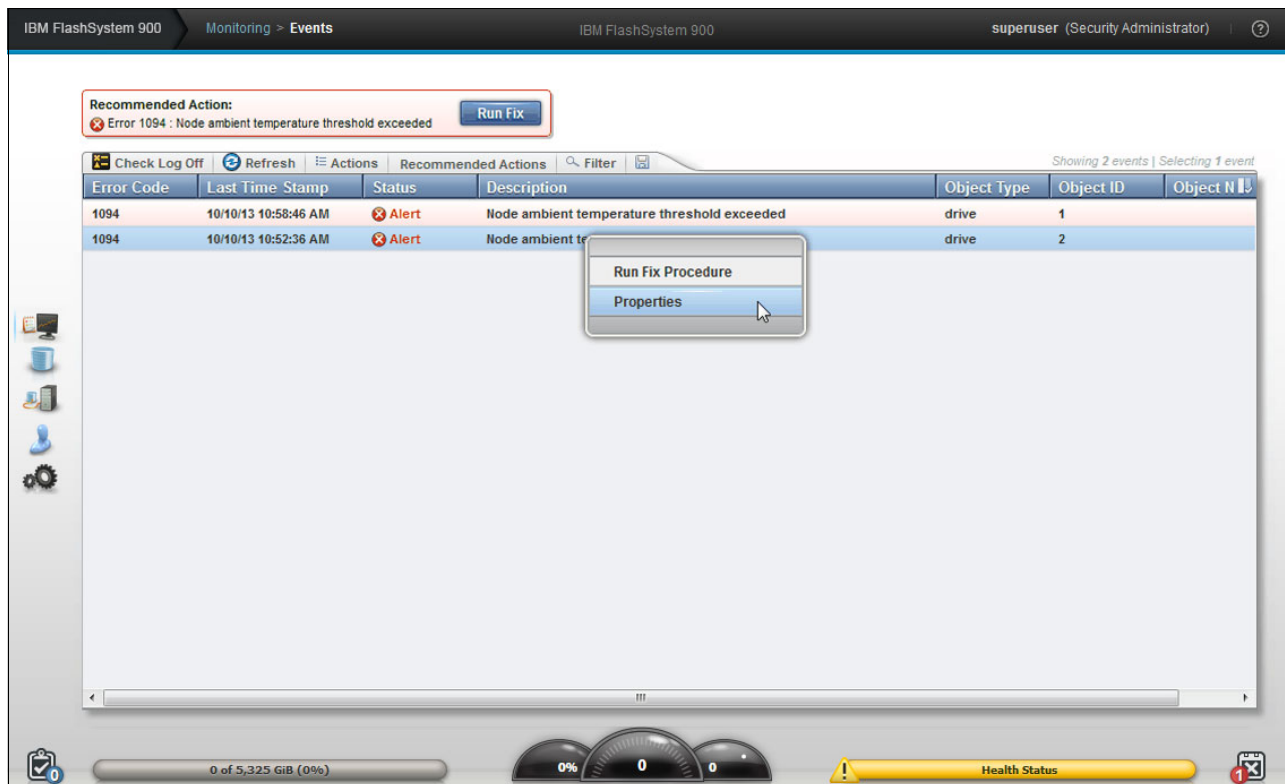 IBM FlashSystem 900 Monitoring > Events IBM FlashSystem 900 superuser (Security Administrator) ?
Recommended Action:
Error 1094 : Node ambient temperature threshold exceeded
Run Fix
Check Log Off Refresh Actions Recommended Actions Filter Showing 2 events | Selecting 1 event
Error Code Last Time Stamp Status Description Object Type Object ID Object N
1094 10/10/13 10:58:46 AM Alert Node ambient temperature threshold exceeded drive 1
1094 10/10/13 10:52:36 AM Alert Node ambient te drive 2
Run Fix Procedure
Properties
0 0 of 5,325 GiB (0%) 0% 0 0 ! Health Status 1